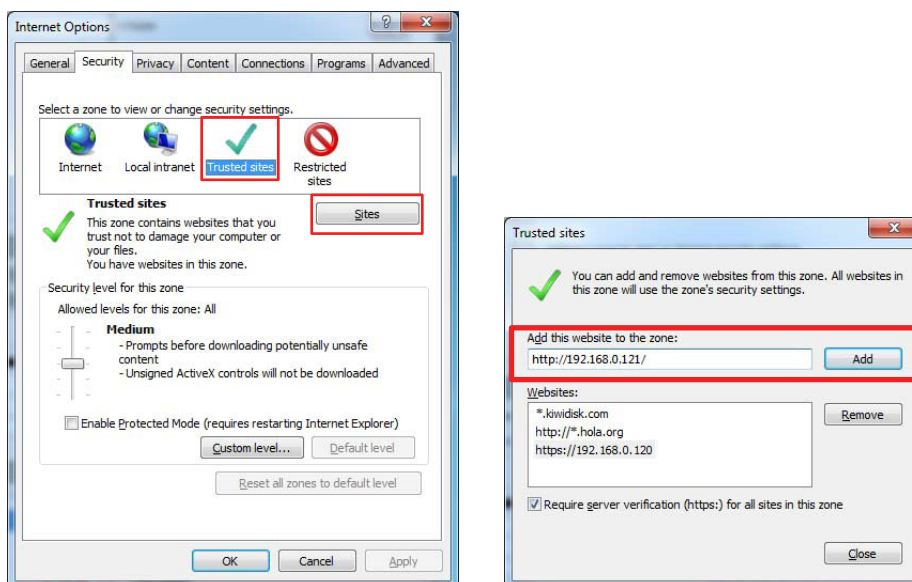 Internet Options
General Security Privacy Content Connections Programs Advanced
Select a zone to view or change security settings.
Internet Local intranet Trusted sites Restricted
sites
Trusted sites
Sites
This zone contains websites that you
trust not to damage your computer or
your files.
You have websites in this zone.
Security level for this zone
Allowed levels for this zone: All
Medium
- Prompts before downloading potentially unsafe
content
- Unsigned ActiveX controls will not be downloaded
Enable Protected Mode (requires restarting Internet Explorer)
Custom level... Default level
Reset all zones to default level
OK Cancel Apply
Trusted sites
You can add and remove websites from this zone. All websites in
this zone will use the zone's security settings.
Add this website to the zone:
http://192.168.0.121/ Add
Websites:
*.kiwidisk.com Remove
http://*.hola.org
https://192.168.0.120
Require server verification (https:) for all sites in this zone
Close